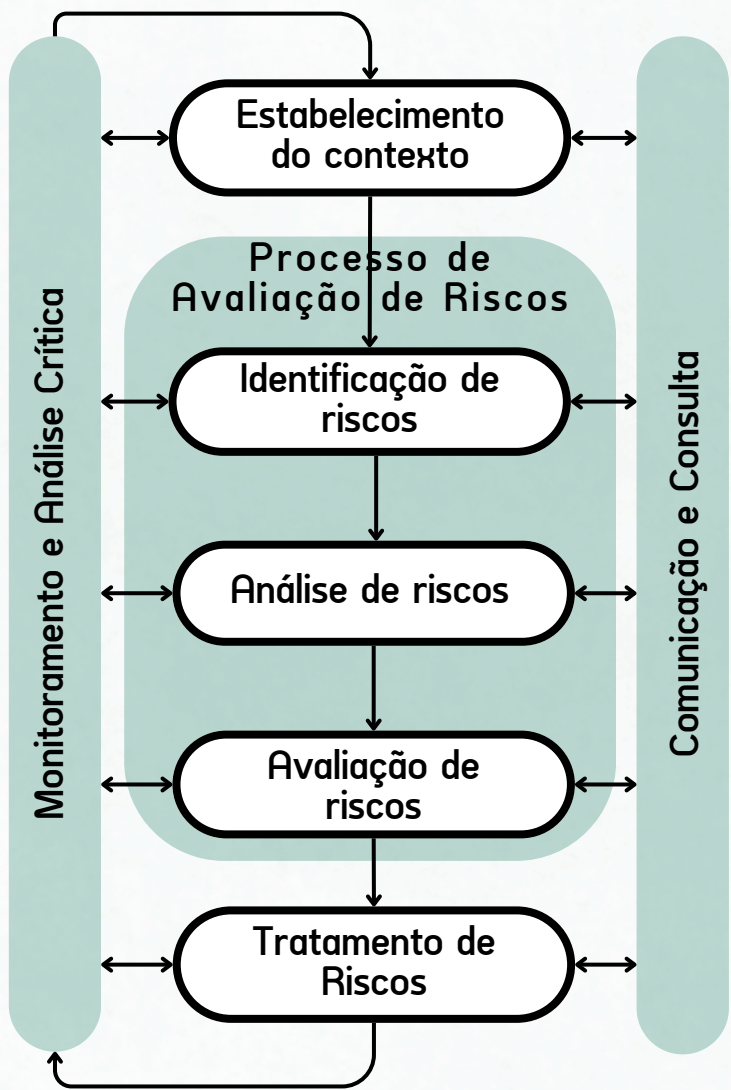 Estabelecimento
do contexto
Processo de
Avaliação de Riscos
Identificação de
riscos
Análise de riscos
Avaliação de
riscos
Tratamento de
Riscos
Monitoramento e Análise Crítica
Comunicação e Consulta